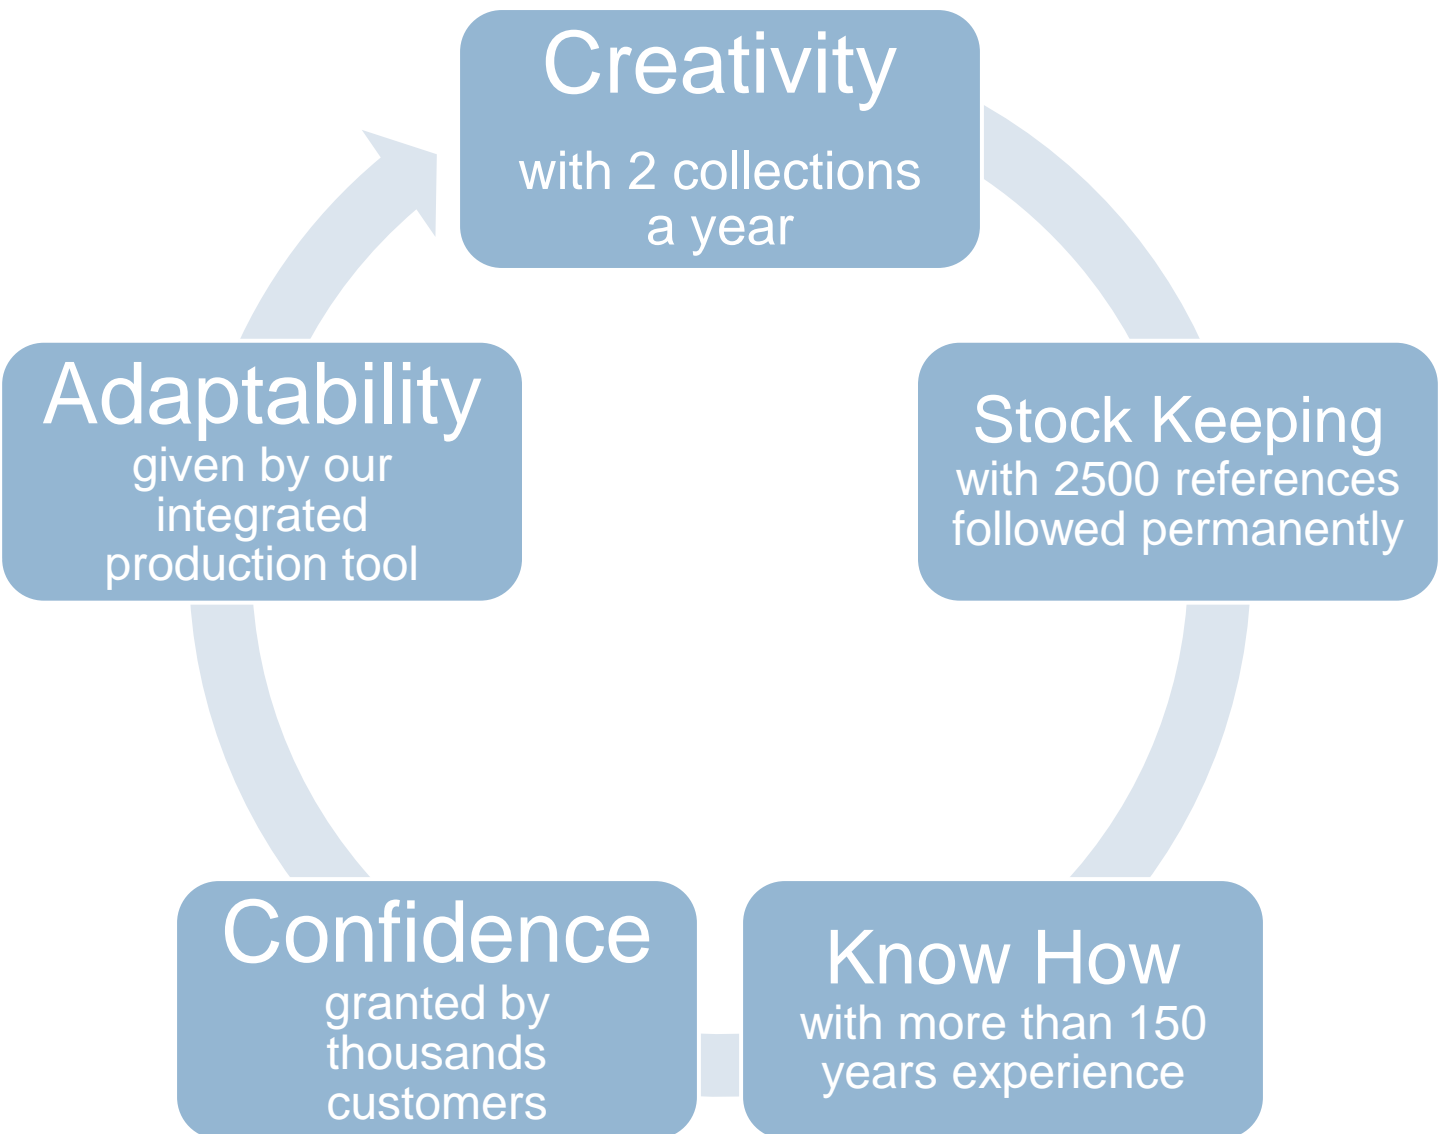 Creativity
with 2 collections
a year
Stock Keeping
with 2500 references
followed permanently
Know How
with more than 150
years experience
Confidence
granted by
thousands
customers
Adaptability
given by our
integrated
production tool